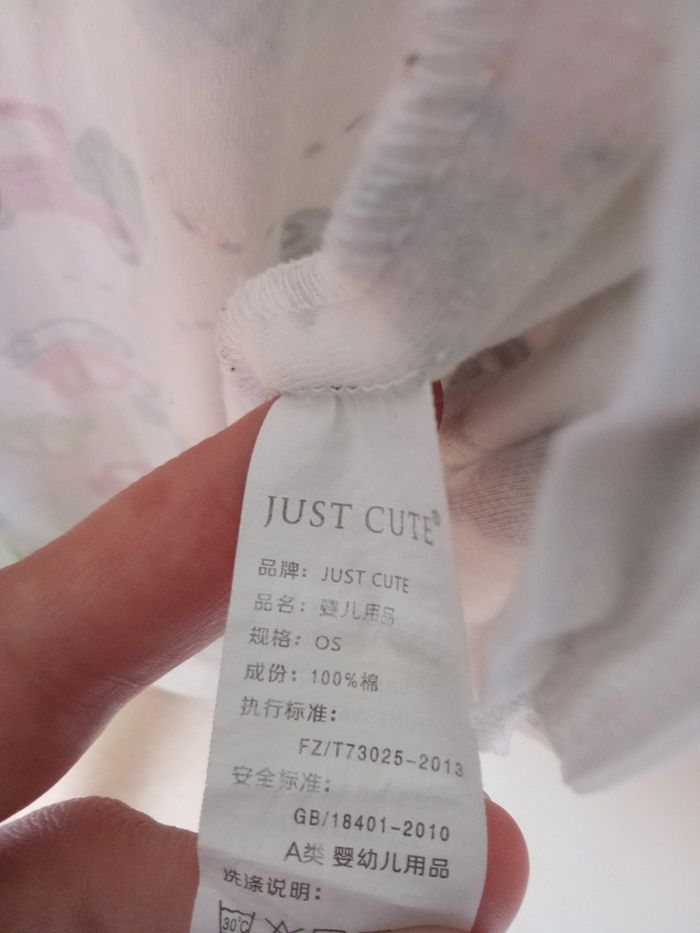 JUST CUTE®
品牌：JUST CUTE
品名：婴儿用品
规格：OS
成份：100%棉
执行标准：
FZ/T73025-2013
安全标准：
GB/18401-2010
A类 婴幼儿用品
洗涤说明：
30℃